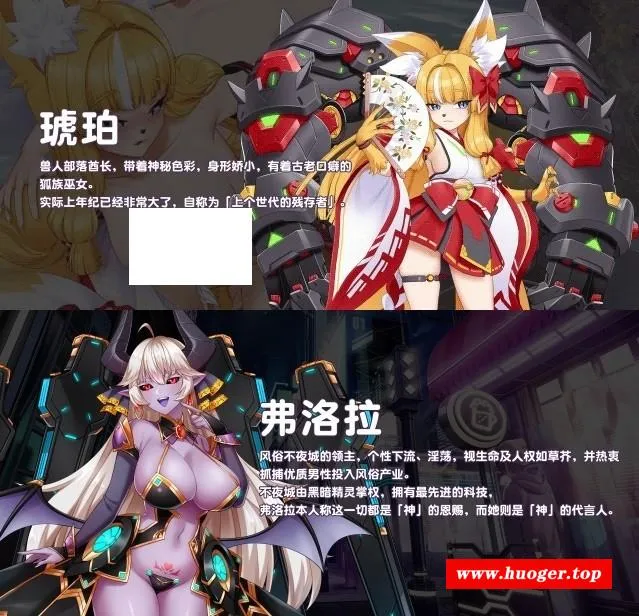 琥珀
兽人部落酋长，带着神秘色彩，身形娇小，有着古老口癖的
狐族巫女。
实际上年纪已经非常大了，自称为「上个世代的残存者」。
弗洛拉
风俗不夜城的领主，个性下流、淫荡，视生命及人权如草芥，并热衷
抓捕优质男性投入风俗产业。
不夜城由黑暗精灵掌权，拥有最先进的科技，
弗洛拉本人称这一切都是「神」的恩赐，而她则是「神」的代言人。
www.huoger.top